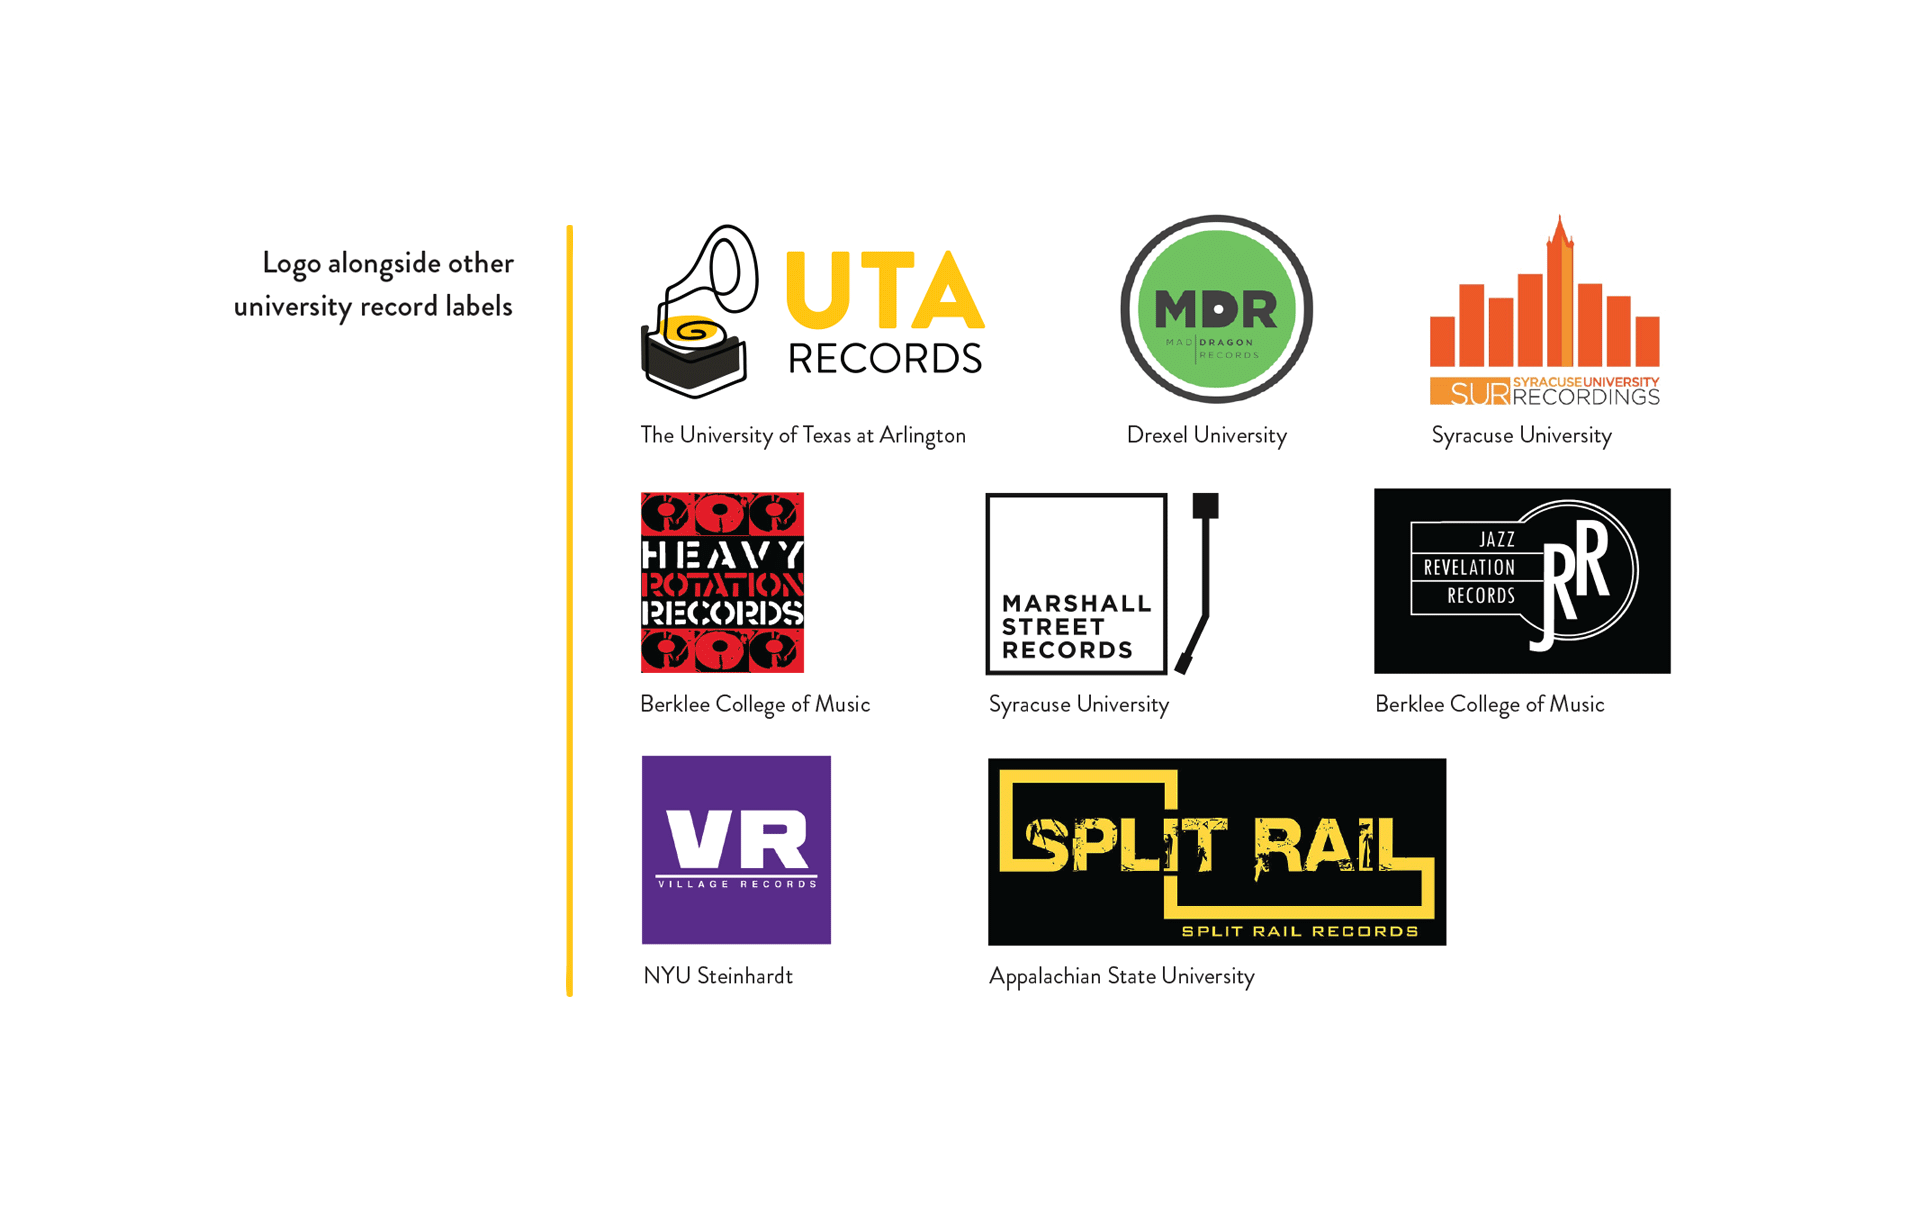 Logo alongside other
university record labels
UTA
RECORDS
The University of Texas at Arlington
MDR
MAD DRAGON
RECORDS
Drexel University
SUR SYRACUSEUNIVERSITY
RECORDINGS
Syracuse University
HEAVY
ROTATION
RECORDS
Berklee College of Music
MARSHALL
STREET
RECORDS
Syracuse University
JAZZ
REVELATION
RECORDS
JRR
Berklee College of Music
VR
VILLAGE RECORDS
NYU Steinhardt
SPLIT RAIL
SPLIT RAIL RECORDS
Appalachian State University